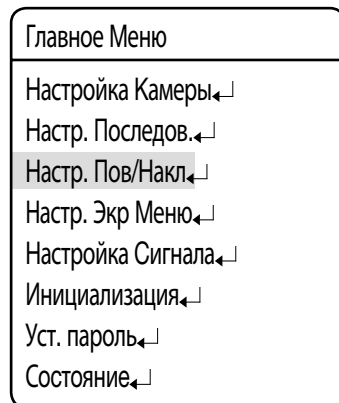 Главное Меню
Настройка Камеры↵
Настр. Последов.↵
Настр. Пов/Накл↵
Настр. Экр Меню↵
Настройка Сигнала↵
Инициализация↵
Уст. пароль↵
Состояние↵